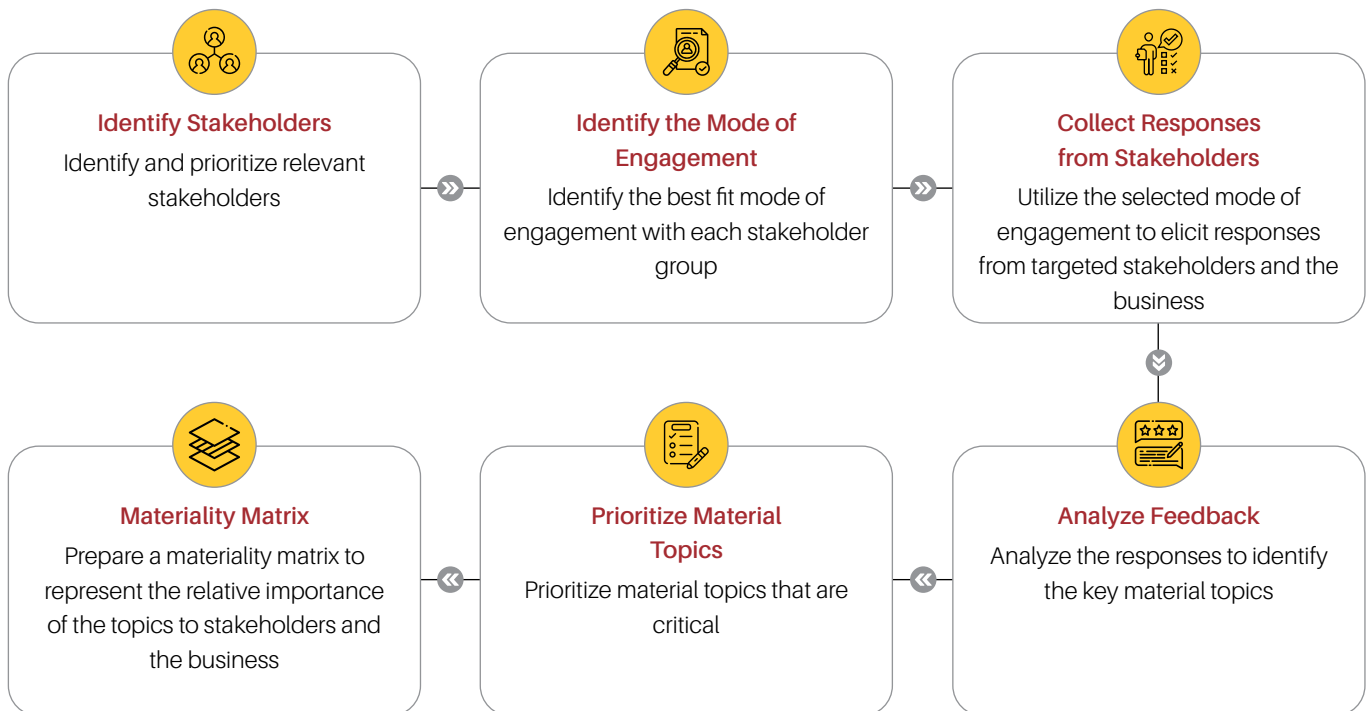 Identify Stakeholders
Identify and prioritize relevant
stakeholders
Identify the Mode of
Engagement
Identify the best fit mode of
engagement with each stakeholder
group
Collect Responses
from Stakeholders
Utilize the selected mode of
engagement to elicit responses
from targeted stakeholders and the
business
Analyze Feedback
Analyze the responses to identify
the key material topics
Prioritize Material
Topics
Prioritize material topics that are
critical
Materiality Matrix
Prepare a materiality matrix to
represent the relative importance
of the topics to stakeholders and
the business